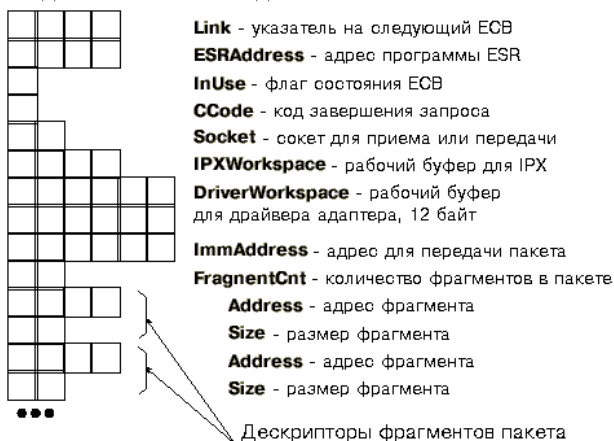 Link - указатель на следующий ECB
ESRAddress - адрес программы ESR
InUse - флаг состояния ECB
CCode - код завершения запроса
Socket - сокет для приема или передачи
IPXWorkspace - рабочий буфер для IPX
DriverWorkspace - рабочий буфер
для драйвера адаптера, 12 байт
ImmAddress - адрес для передачи пакета
FragnentCnt - количество фрагментов в пакете
Address - адрес фрагмента
Size - размер фрагмента
Address - адрес фрагмента
Size - размер фрагмента
Дескрипторы фрагментов пакета